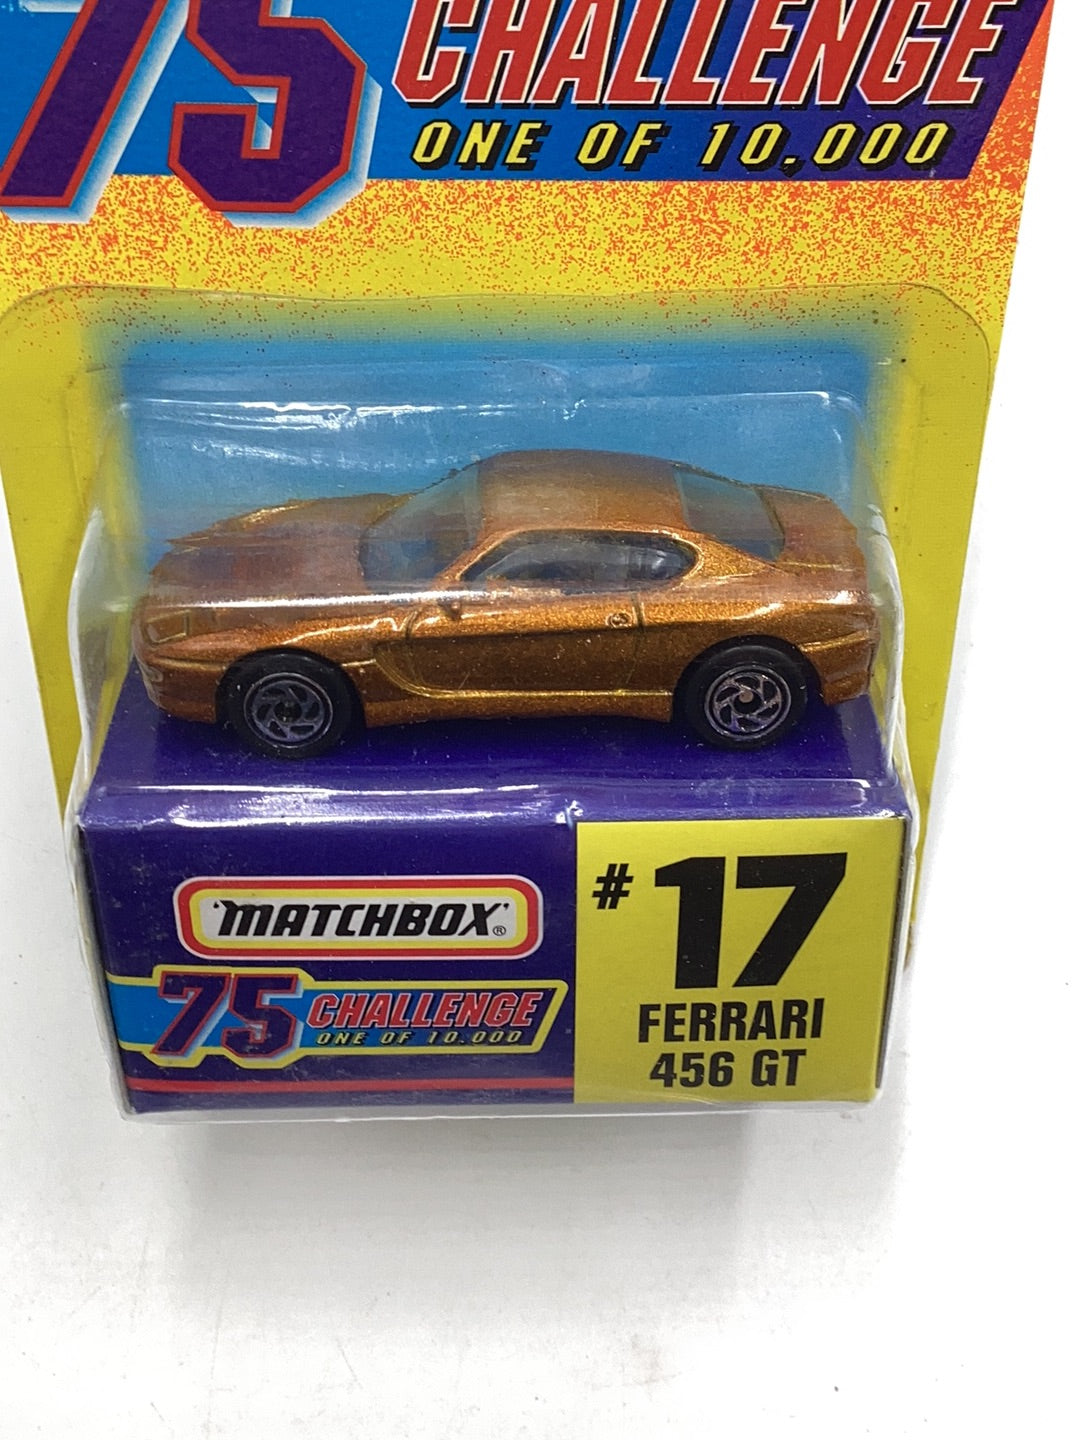 75 CHALLENGE
ONE OF 10,000
#17
'MATCHBOX'®
FERRARI
456 GT
75 CHALLENGE
ONE OF 10,000